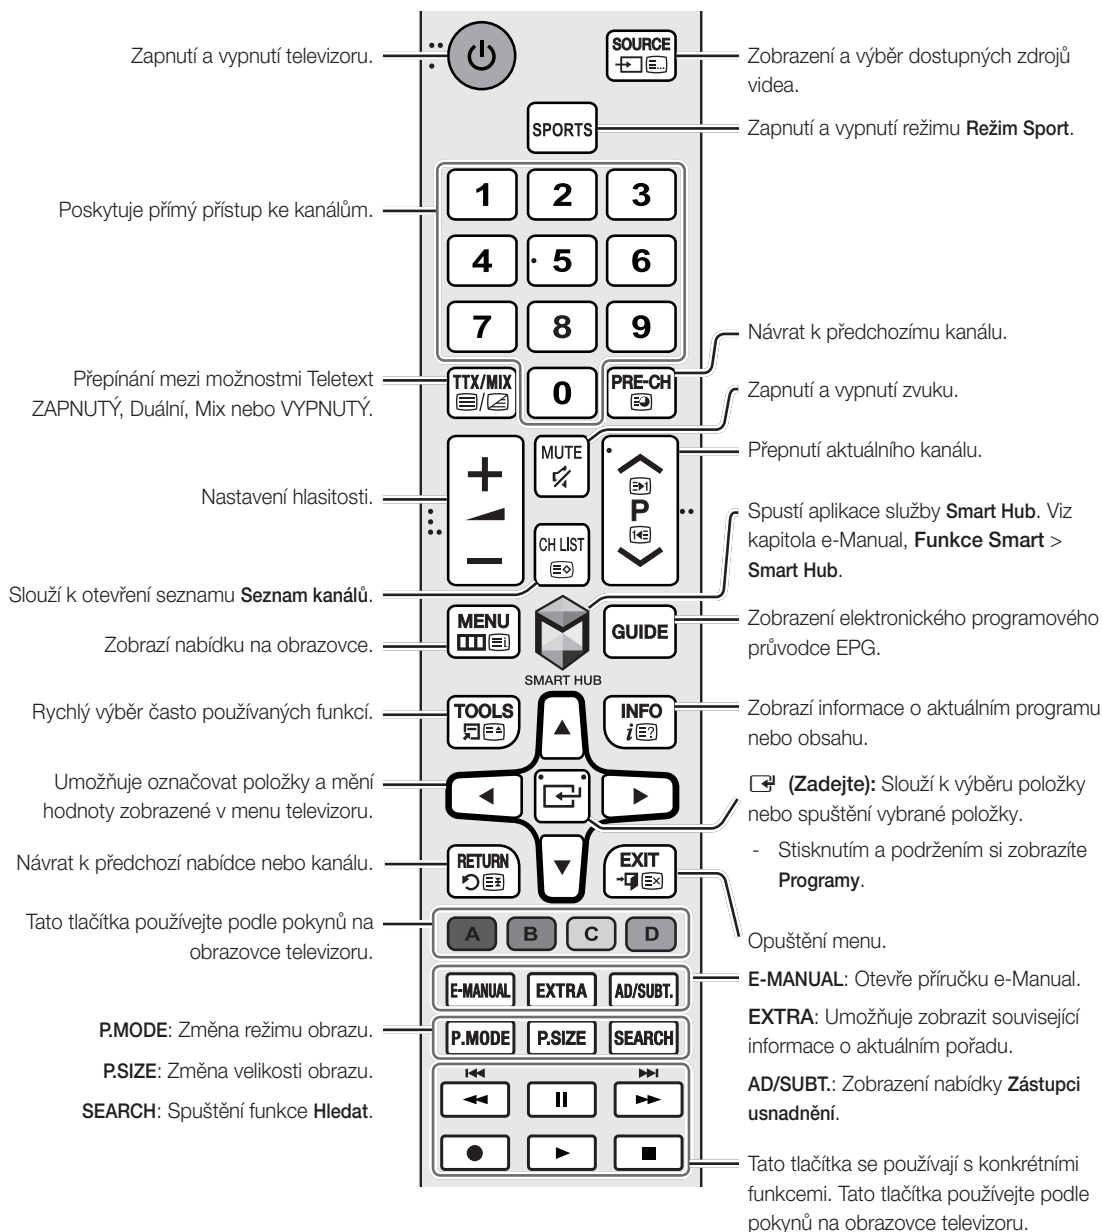 Zapnutí a vypnutí televizoru.
SOURCE
Zobrazení a výběr dostupných zdrojů
videa.
SPORTS
Zapnutí a vypnutí režimu Režim Sport.
1 2 3
Poskytuje přímý přístup ke kanálům.
4 5 6
7 8 9
Návrat k předchozímu kanálu.
Přepínání mezi možnostmi Teletext
ZAPNUTÝ, Duální, Mix nebo VYPNUTÝ.
TTX/MIX
0
PRE-CH
Zapnutí a vypnutí zvuku.
MUTE
Přepnutí aktuálního kanálu.
Nastavení hlasitosti.
P
CH LIST
Spustí aplikace služby Smart Hub. Viz
kapitola e-Manual, Funkce Smart >
Smart Hub.
Slouží k otevření seznamu Seznam kanálů.
MENU
GUIDE
Zobrazení elektronického programového
průvodce EPG.
Zobrazí nabídku na obrazovce.
SMART HUB
Rychlý výběr často používaných funkcí.
TOOLS
INFO
Zobrazí informace o aktuálním programu
nebo obsahu.
Umožňuje označovat položky a mění
hodnoty zobrazené v menu televizoru.
(Zadejte): Slouží k výběru položky
nebo spuštění vybrané položky.
- Stisknutím a podržením si zobrazíte
Programy.
Návrat k předchozí nabídce nebo kanálu.
RETURN
EXIT
Tato tlačítka používejte podle pokynů na
obrazovce televizoru.
A B C D
Opuštění menu.
E-MANUAL EXTRA AD/SUBT.
E-MANUAL: Otevře příručku e-Manual.
EXTRA: Umožňuje zobrazit související
informace o aktuálním pořadu.
AD/SUBT.: Zobrazení nabídky Zástupci
usnadnění.
P.MODE: Změna režimu obrazu.
P.SIZE: Změna velikosti obrazu.
SEARCH: Spuštění funkce Hledat.
P.MODE P.SIZE SEARCH
Tato tlačítka se používají s konkrétními
funkcemi. Tato tlačítka používejte podle
pokynů na obrazovce televizoru.